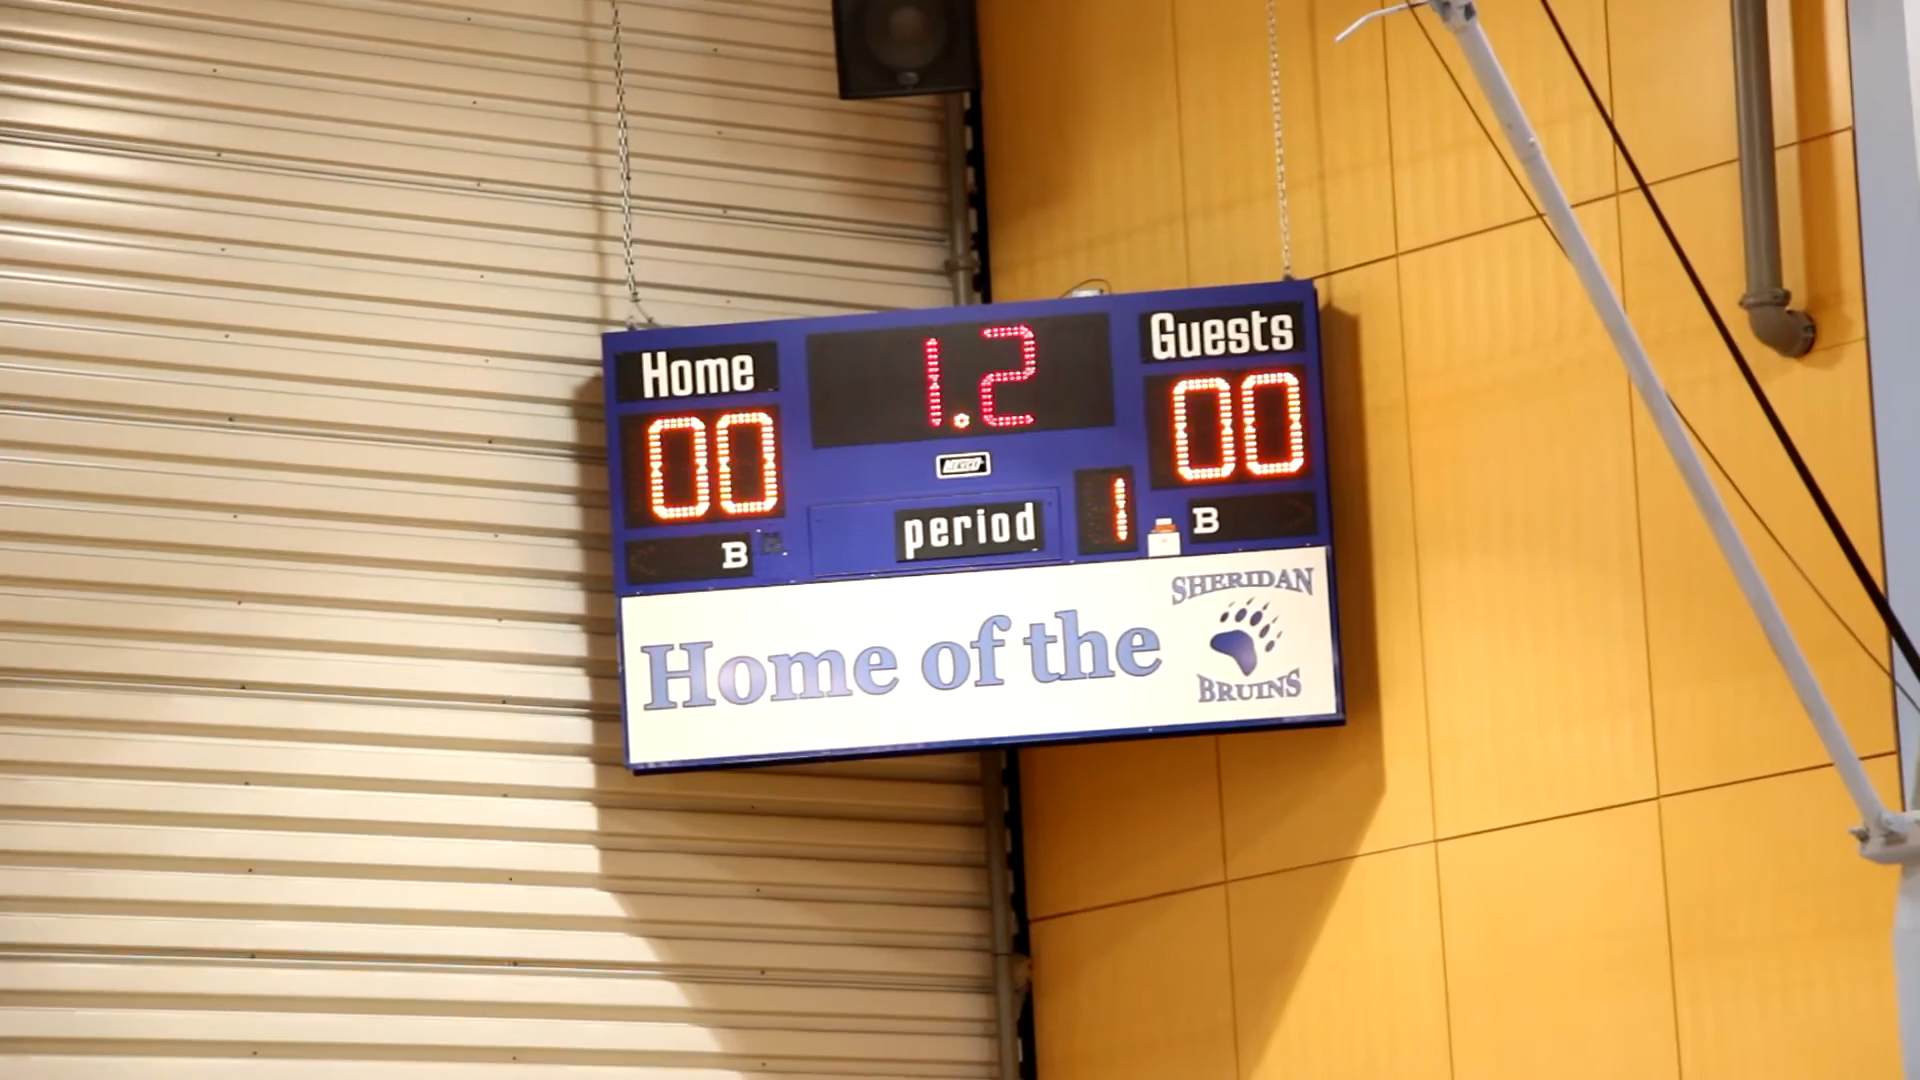 Home
1.2
Guests
00
00
period
1
B
B
Home of the
SHERIDAN
BRUINS